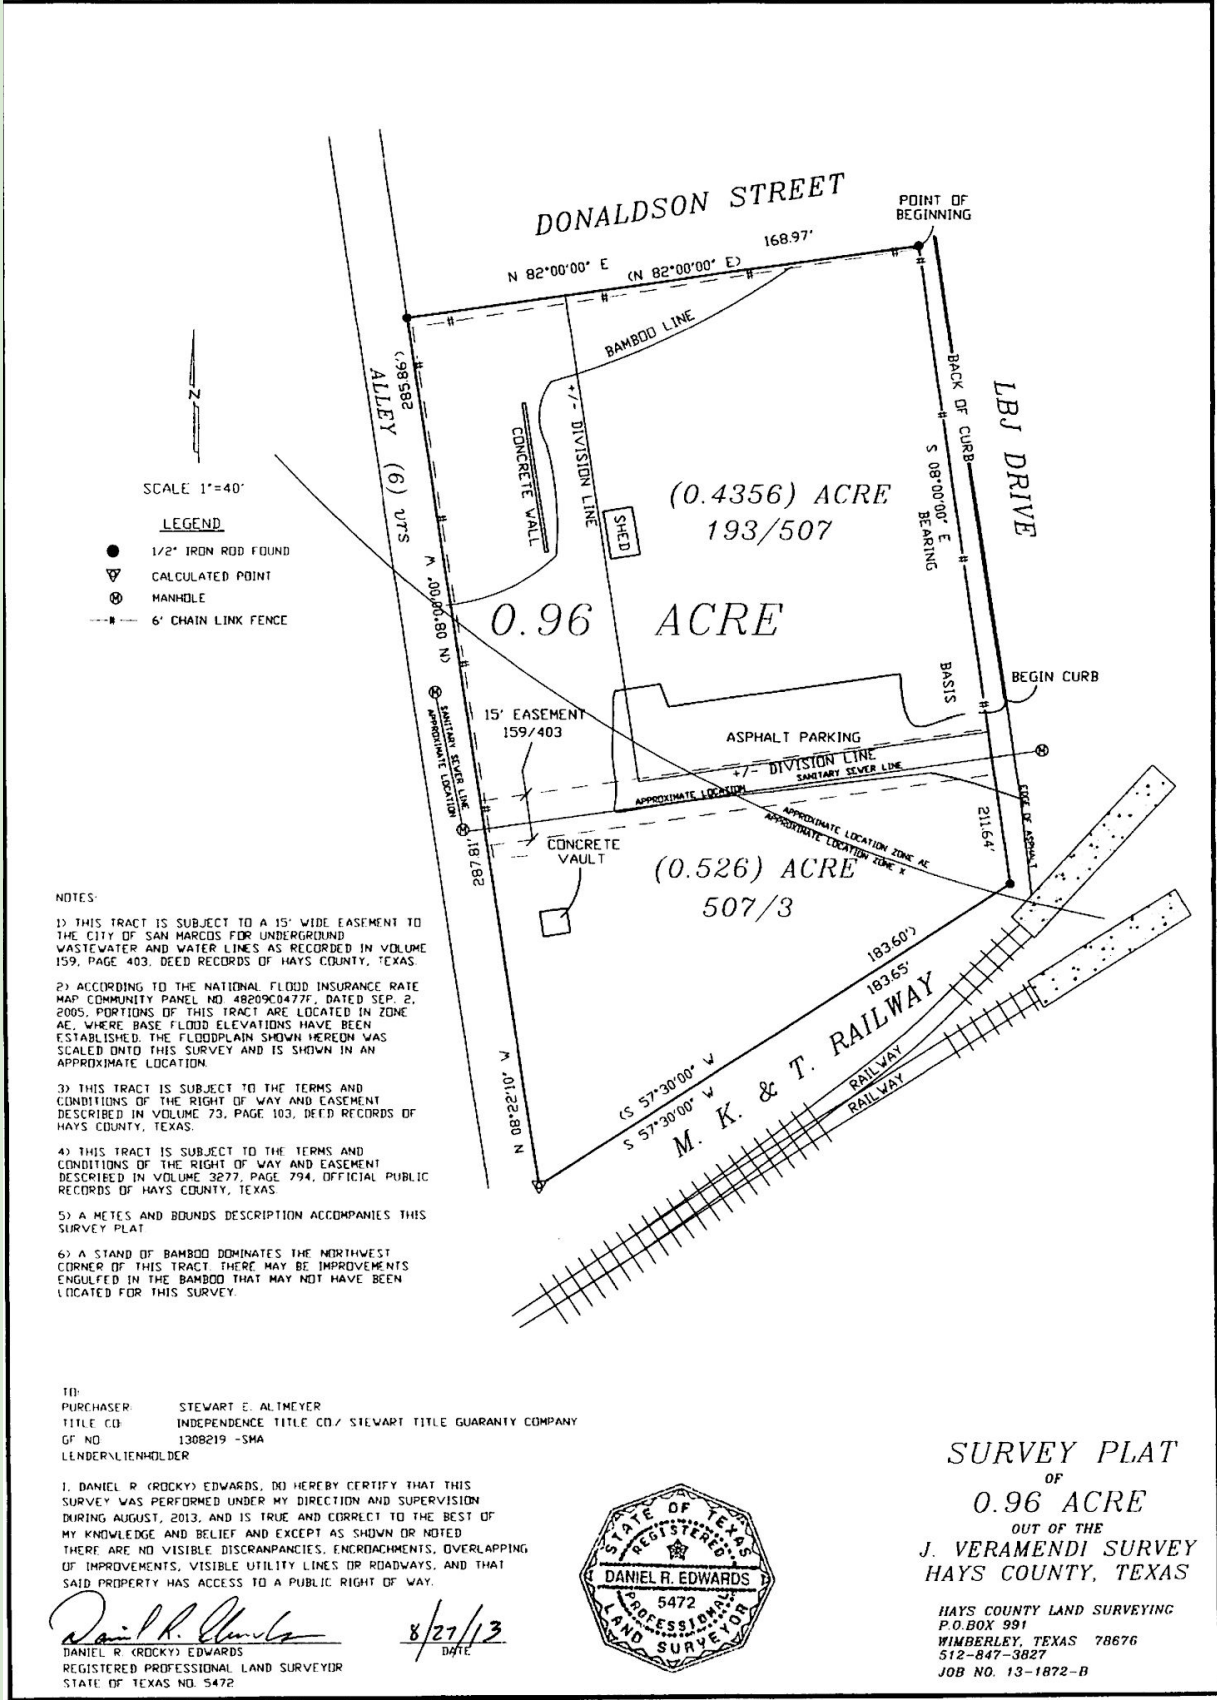 DONALDSON STREET
POINT OF
BEGINNING
168.97'
N 82°00'00" E
(N 82°00'00" E)
BAMBOO LINE
ALLEY (6) vrs
(285.86')
(N 08°00'00" W
CONCRETE WALL
+/- DIVISION LINE
SHED
BACK OF CURB
LBJ DRIVE
S 08°00'00" E
BEARING
BASIS
(0.4356) ACRE
193/507
0.96 ACRE
N
SCALE 1"=40'
LEGEND
1/2" IRON ROD FOUND
CALCULATED POINT
MANHOLE
6' CHAIN LINK FENCE
BEGIN CURB
15' EASEMENT
159/403
SANITARY SEWER LINE
APPROXIMATE LOCATION
ASPHALT PARKING
+/- DIVISION LINE
SANITARY SEWER LINE
APPROXIMATE LOCATION
APPROXIMATE LOCATION ZONE AE
APPROXIMATE LOCATION ZONE X
EDGE OF ASPHALT
211.64'
287.81'
CONCRETE
VAULT
(0.526) ACRE
507/3
183.60')
183.65'
(S 57°30'00" W
S 57°30'00" W
N 08°22'10" W
M. K. & T. RAILWAY
RAILWAY
RAILWAY
NOTES:
1) THIS TRACT IS SUBJECT TO A 15' WIDE EASEMENT TO
THE CITY OF SAN MARCOS FOR UNDERGROUND
WASTEWATER AND WATER LINES AS RECORDED IN VOLUME
159, PAGE 403, DEED RECORDS OF HAYS COUNTY, TEXAS.
2) ACCORDING TO THE NATIONAL FLOOD INSURANCE RATE
MAP COMMUNITY PANEL NO. 48209C0477F, DATED SEP. 2,
2005, PORTIONS OF THIS TRACT ARE LOCATED IN ZONE
AE, WHERE BASE FLOOD ELEVATIONS HAVE BEEN
ESTABLISHED. THE FLOODPLAIN SHOWN HEREON WAS
SCALED ONTO THIS SURVEY AND IS SHOWN IN AN
APPROXIMATE LOCATION.
3) THIS TRACT IS SUBJECT TO THE TERMS AND
CONDITIONS OF THE RIGHT OF WAY AND EASEMENT
DESCRIBED IN VOLUME 73, PAGE 103, DEED RECORDS OF
HAYS COUNTY, TEXAS.
4) THIS TRACT IS SUBJECT TO THE TERMS AND
CONDITIONS OF THE RIGHT OF WAY AND EASEMENT
DESCRIBED IN VOLUME 3277, PAGE 794, OFFICIAL PUBLIC
RECORDS OF HAYS COUNTY, TEXAS.
5) A METES AND BOUNDS DESCRIPTION ACCOMPANIES THIS
SURVEY PLAT
6) A STAND OF BAMBOO DOMINATES THE NORTHWEST
CORNER OF THIS TRACT. THERE MAY BE IMPROVEMENTS
ENGULFED IN THE BAMBOO THAT MAY NOT HAVE BEEN
LOCATED FOR THIS SURVEY.
TO:
PURCHASER: STEWART E. ALTMEYER
TITLE CO: INDEPENDENCE TITLE CO./ STEWART TITLE GUARANTY COMPANY
GF NO 1308219 -SMA
LENDER\LIENHOLDER
I, DANIEL R (ROCKY) EDWARDS, DO HEREBY CERTIFY THAT THIS
SURVEY WAS PERFORMED UNDER MY DIRECTION AND SUPERVISION
DURING AUGUST, 2013, AND IS TRUE AND CORRECT TO THE BEST OF
MY KNOWLEDGE AND BELIEF AND EXCEPT AS SHOWN OR NOTED
THERE ARE NO VISIBLE DISCRANPANCIES, ENCROACHMENTS, OVERLAPPING
OF IMPROVEMENTS, VISIBLE UTILITY LINES OR ROADWAYS, AND THAT
SAID PROPERTY HAS ACCESS TO A PUBLIC RIGHT OF WAY.
8/27/13
DATE
DANIEL R. (ROCKY) EDWARDS
REGISTERED PROFESSIONAL LAND SURVEYOR
STATE OF TEXAS NO. 5472
STATE OF TEXAS
REGISTERED
DANIEL R. EDWARDS
5472
PROFESSIONAL
LAND SURVEYOR
SURVEY PLAT
OF
0.96 ACRE
OUT OF THE
J. VERAMENDI SURVEY
HAYS COUNTY, TEXAS
HAYS COUNTY LAND SURVEYING
P.O.BOX 991
WIMBERLEY, TEXAS 78676
512-847-3827
JOB NO. 13-1872-B